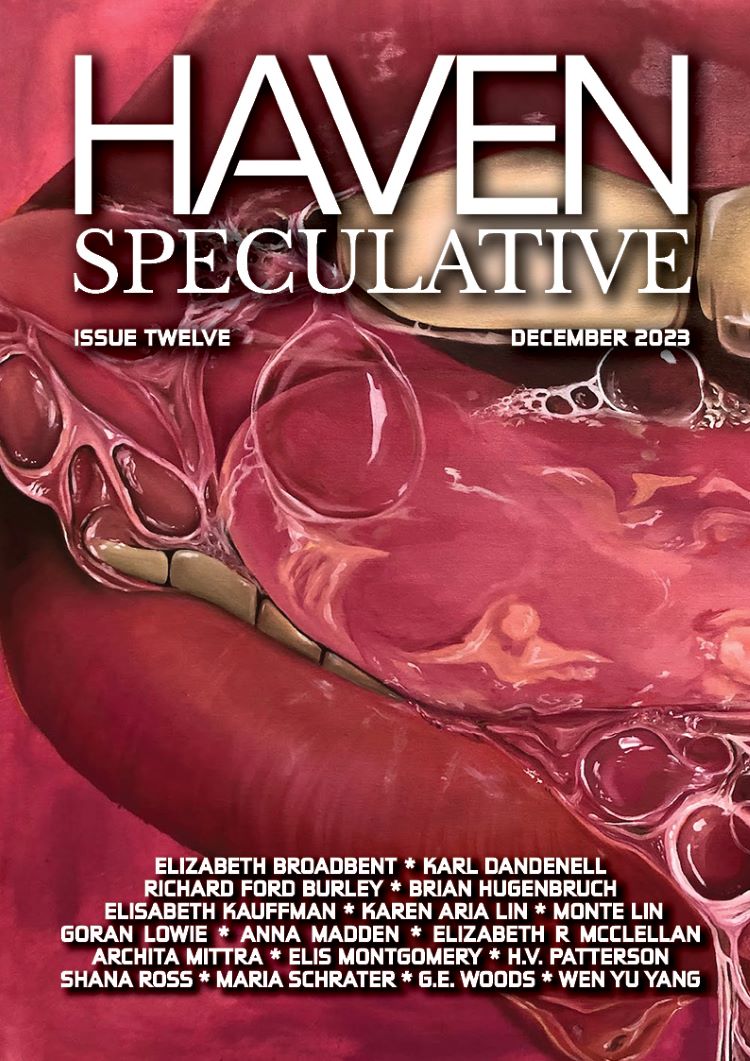 HAVEN
SPECULATIVE
ISSUE TWELVE DECEMBER 2023
ELIZABETH BROADBENT * KARL DANDENELL
RICHARD FORD BURLEY * BRIAN HUGENBRUCH
ELISABETH KAUFFMAN * KAREN ARIA LIN * MONTE LIN
GORAN LOWIE * ANNA MADDEN * ELIZABETH R MCCLELLAN
ARCHITA MITTRA * ELIS MONTGOMERY * H.V. PATTERSON
SHANA ROSS * MARIA SCHRATER * G.E. WOODS * WEN YU YANG